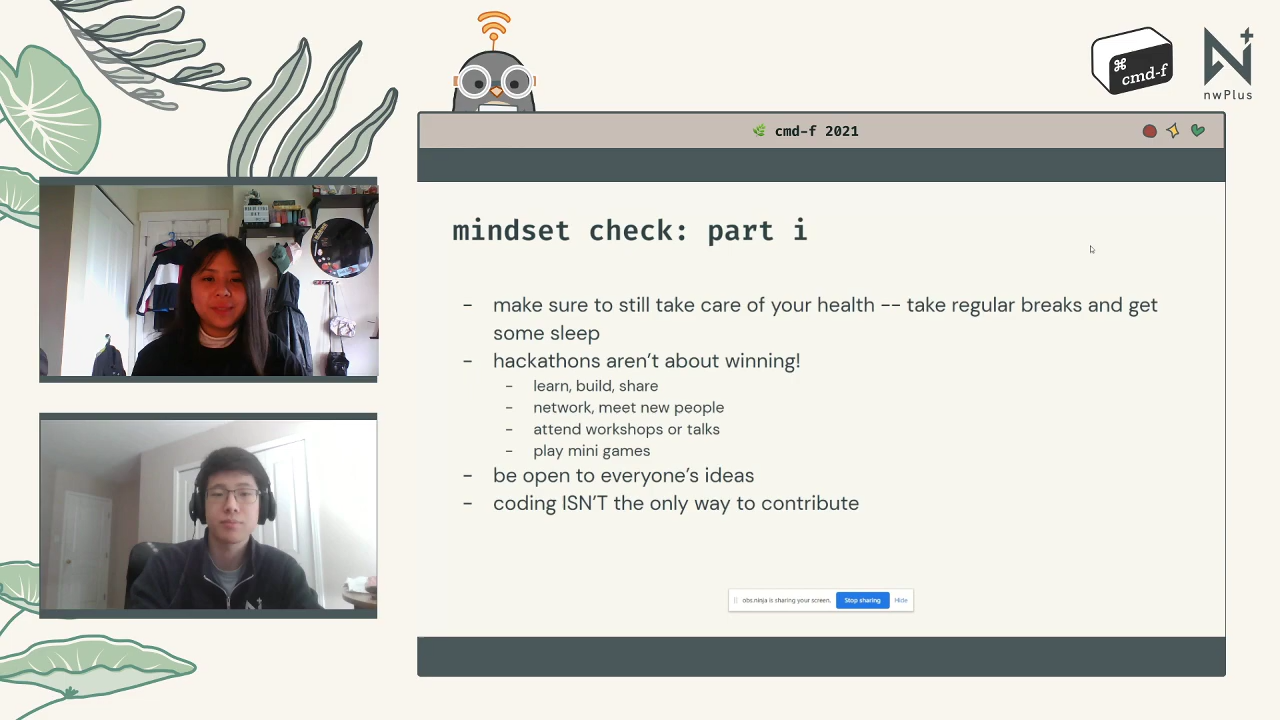 ⌘
cmd-f
nwPlus
cmd-f 2021
mindset check: part i
- make sure to still take care of your health -- take regular breaks and get
some sleep
- hackathons aren't about winning!
- learn, build, share
- network, meet new people
- attend workshops or talks
- play mini games
- be open to everyone's ideas
- coding ISN'T the only way to contribute
obs.ninja is sharing your screen. Stop sharing Hide